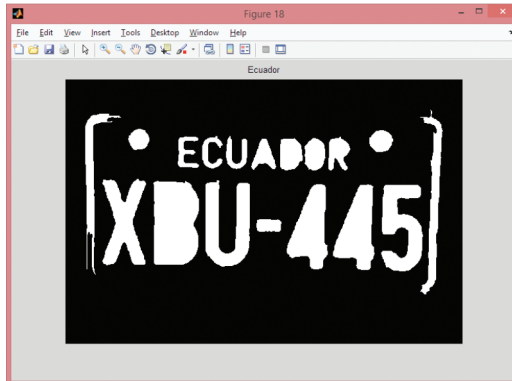 Figure 18
File Edit View Insert Tools Desktop Window Help
Ecuador
ECUADOR
XBU-445